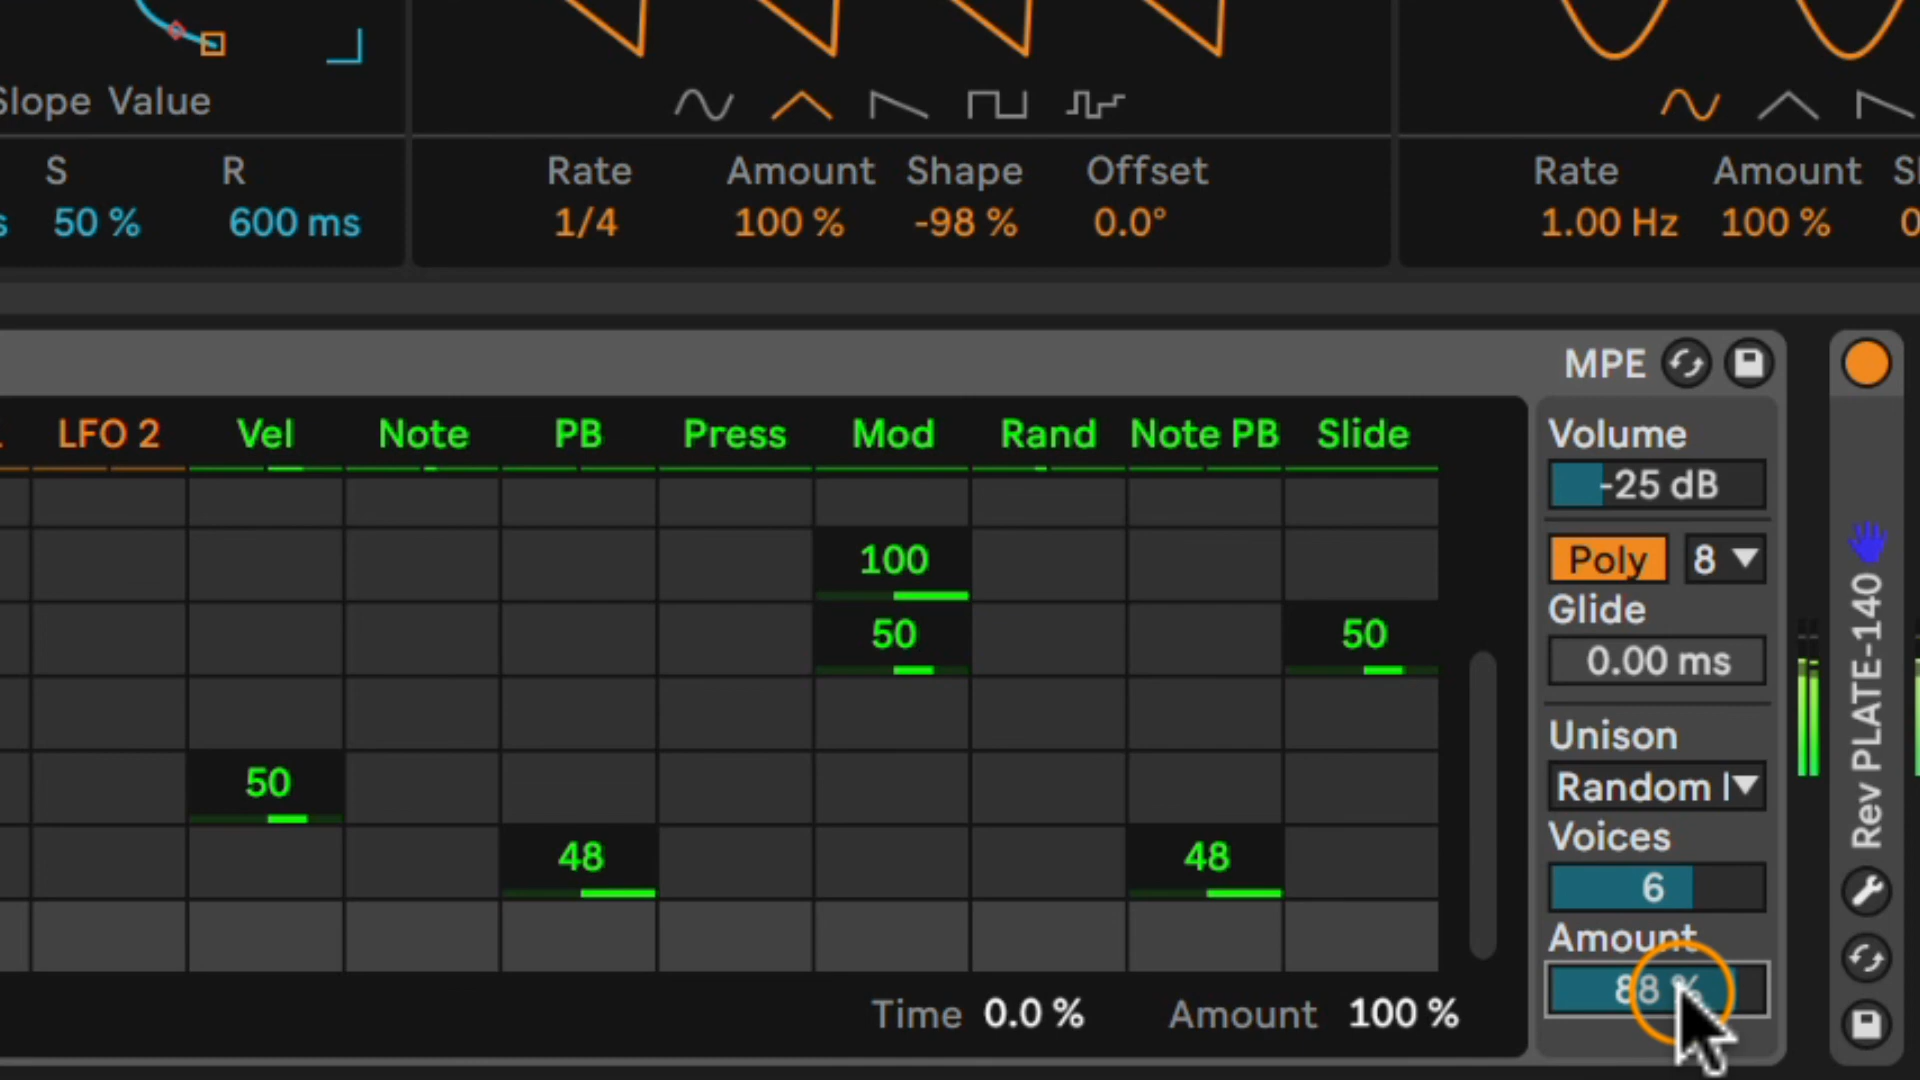 Slope Value
S R Rate Amount Shape Offset Rate Amount
50 % 600 ms 1/4 100 % -98 % 0.0° 1.00 Hz 100 %
MPE
LFO 2 Vel Note PB Press Mod Rand Note PB Slide
Volume
-25 dB
100
Poly 8
Glide
50 50
0.00 ms
Unison
50
Random
Voices
48 48
6
Amount
88 %
Time 0.0 % Amount 100 %
Rev PLATE-140